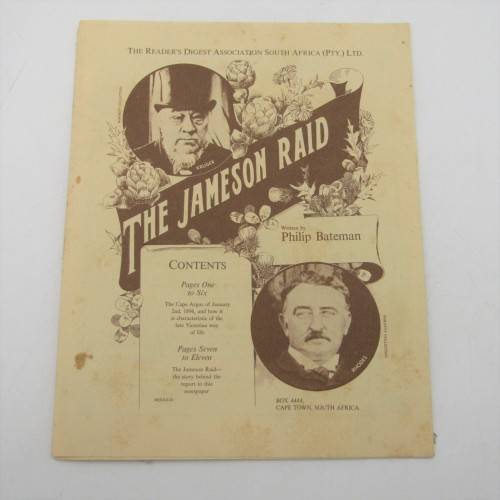 THE READER'S DIGEST ASSOCIATION SOUTH AFRICA (PTY.) LTD.
KRUGER
THE JAMESON RAID
Written by
Philip Bateman
CONTENTS
Pages One
to Six
The Cape Argus of January
2nd, 1896, and how it
is characteristic of the
late Victorian way
of life
Pages Seven
to Eleven
The Jameson Raid—
the story behind the
report in this
newspaper
RHODES
BOX 4444,
CAPE TOWN, SOUTH AFRICA.